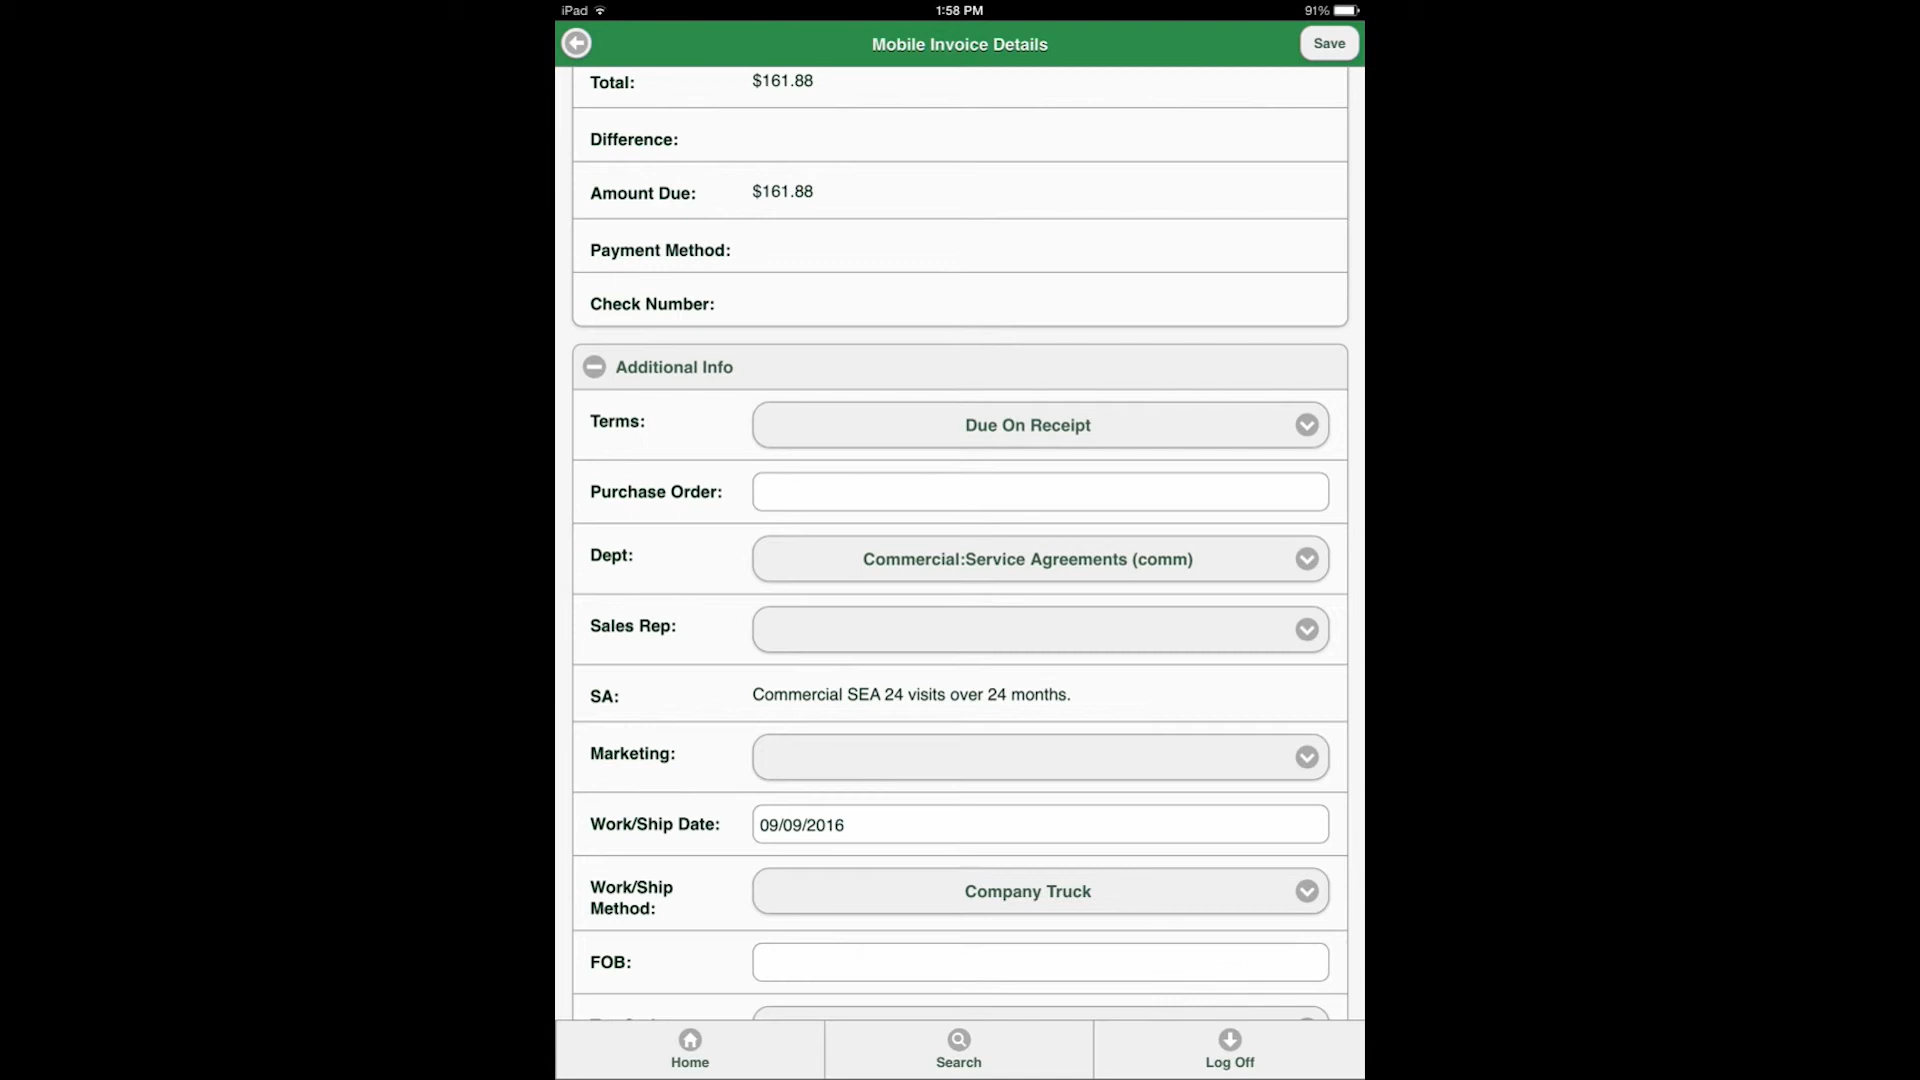 iPad 1:58 PM 91%
Mobile Invoice Details Save
Total: $161.88
Difference:
Amount Due: $161.88
Payment Method:
Check Number:
Additional Info
Terms: Due On Receipt
Purchase Order:
Dept: Commercial:Service Agreements (comm)
Sales Rep:
SA: Commercial SEA 24 visits over 24 months.
Marketing:
Work/Ship Date: 09/09/2016
Work/Ship
Method: Company Truck
FOB:
Home Search Log Off